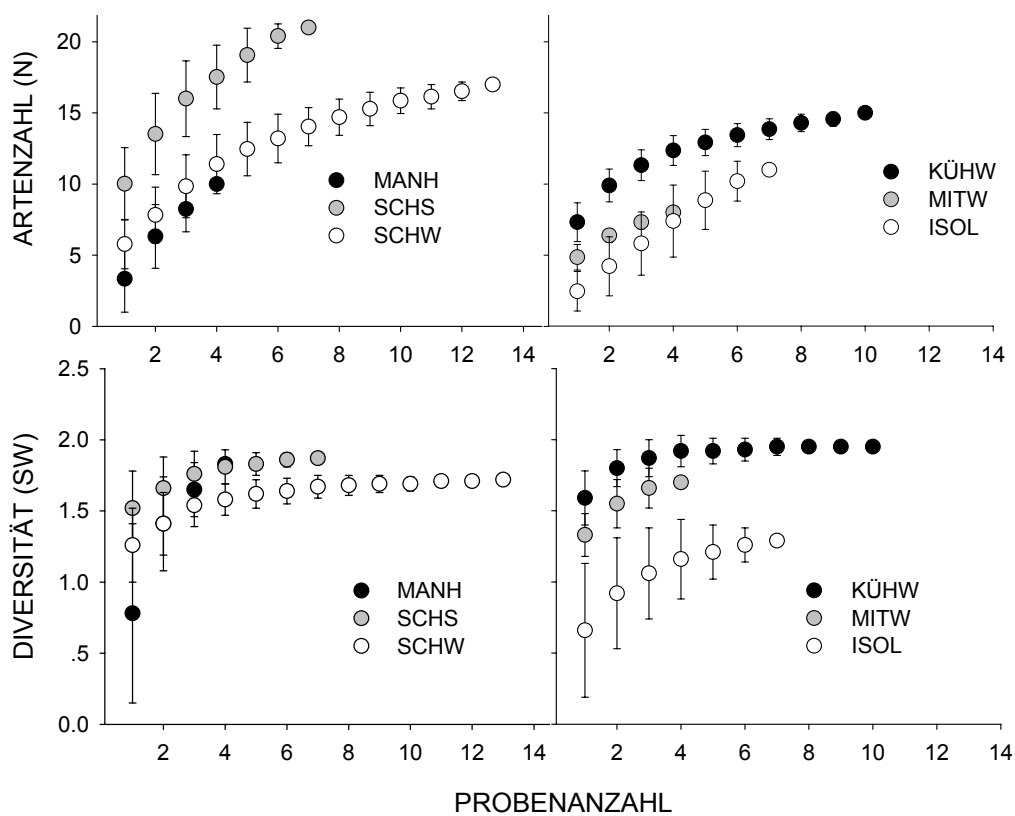 ARTENZAHL (N)
20
15
10
5
0
MANH
SCHS
SCHW
KÜHW
MITW
ISOL
2 4 6 8 10 12 14
2 4 6 8 10 12 14
DIVERSITÄT (SW)
2.5
2.0
1.5
1.0
.5
0.0
MANH
SCHS
SCHW
KÜHW
MITW
ISOL
2 4 6 8 10 12 14
2 4 6 8 10 12 14
PROBENANZAHL